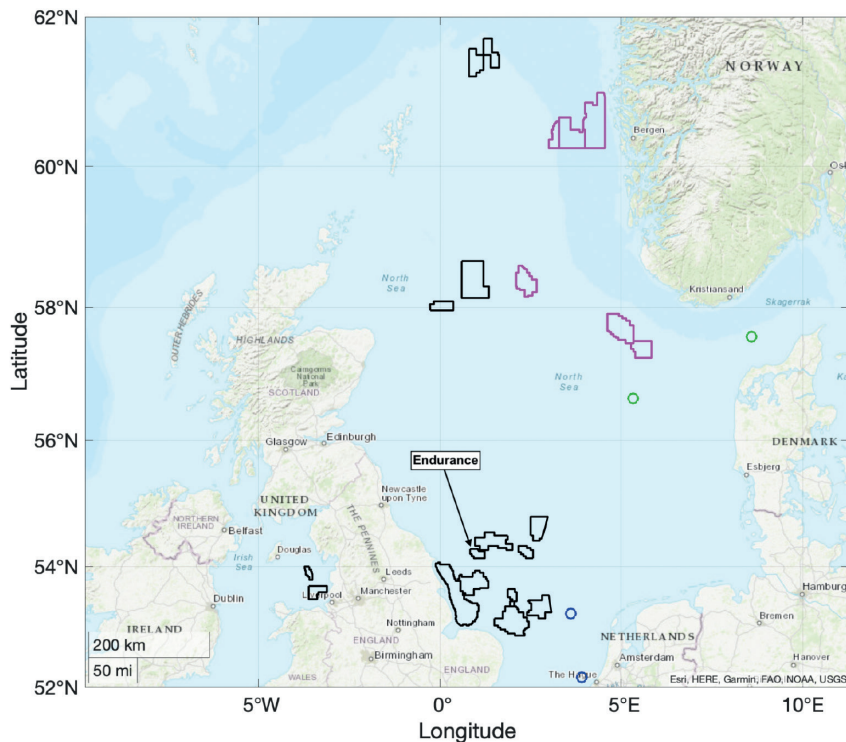 62°N
60°N
58°N
56°N
54°N
52°N
Latitude
5°W
0°
5°E
10°E
Longitude
NORWAY
Bergen
Kristiansand
Skagerrak
North
Sea
OUTER HEBRIDES
HIGHLANDS
Cairngorms
National
Park
SCOTLAND
North
Sea
Glasgow
Edinburgh
DENMARK
Esbjerg
Endurance
Newcastle
upon Tyne
UNITED
KINGDOM
THE PENNINES
NORTHERN
IRELAND
Belfast
Irish
Sea
Douglas
Leeds
Dublin
Liverpool
Manchester
Hamburg
Nottingham
Bremen
IRELAND
ENGLAND
Birmingham
ENGLAND
WALES
NETHERLANDS
Amsterdam
The Hague
Hanover
200 km
50 mi
Esri, HERE, Garmin, FAO, NOAA, USGS